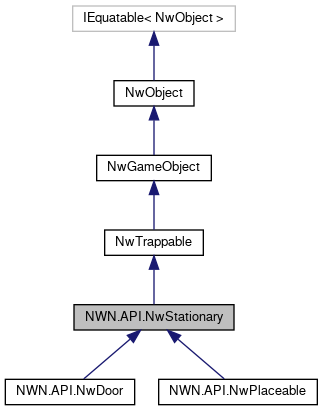 IEquatable< NwObject >
NwObject
NwGameObject
NwTrappable
NWN.API.NwStationary
NWN.API.NwDoor
NWN.API.NwPlaceable